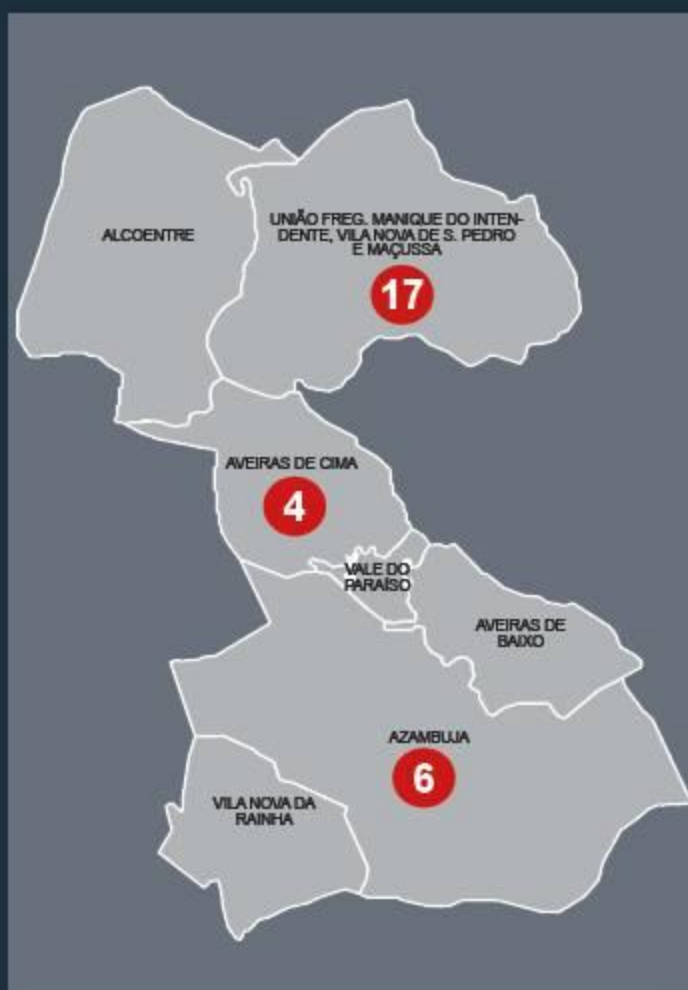 ALCOENTRE
UNIÃO FREG. MANIQUE DO INTEN-
DENTE, VILA NOVA DE S. PEDRO
E MAÇUSSA
17
AVEIRAS DE CIMA
4
VALE DO
PARAÍSO
AVEIRAS DE
BAIXO
AZAMBUJA
6
VILA NOVA DA
RAINHA